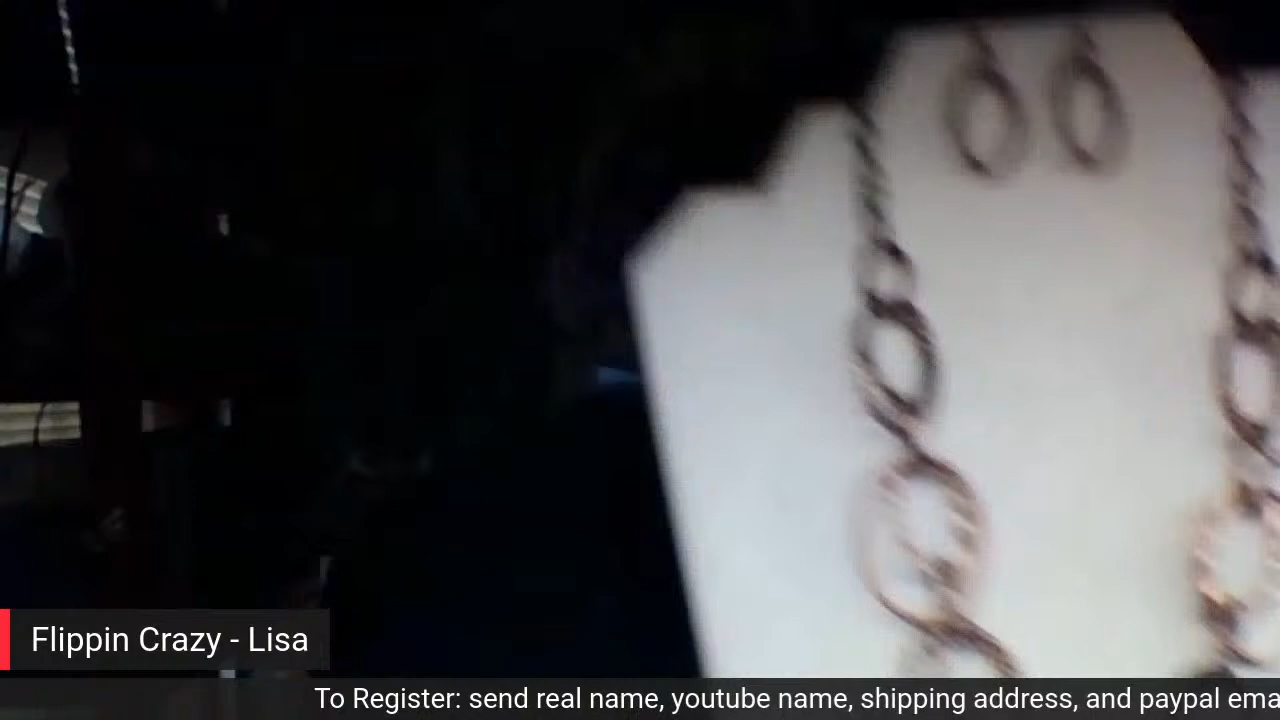 Flippin Crazy - Lisa
To Register: send real name, youtube name, shipping address, and paypal ema